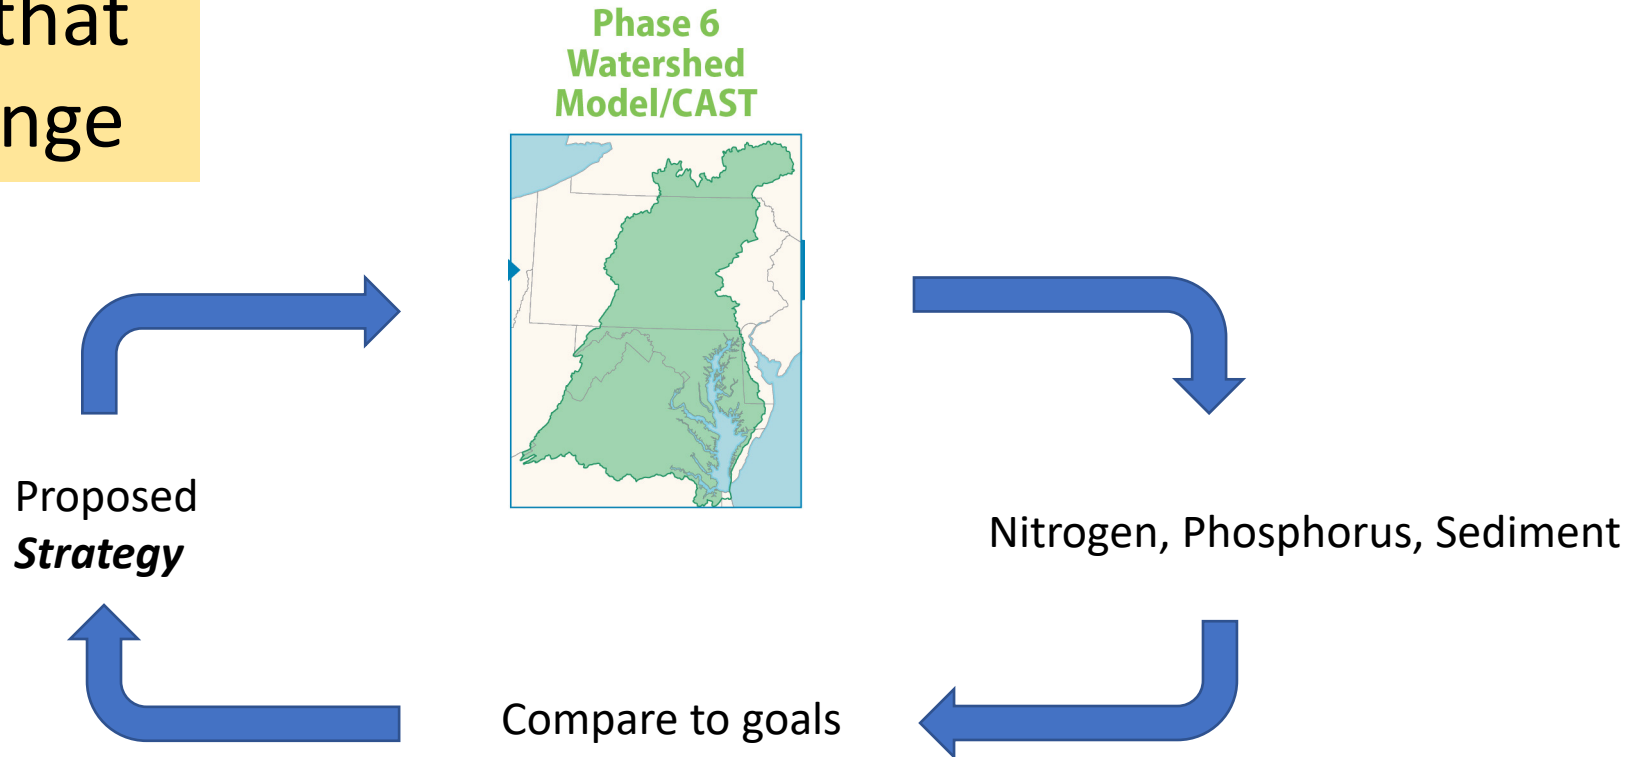 that
nge
Phase 6
Watershed
Model/CAST
Proposed
Strategy
Nitrogen, Phosphorus, Sediment
Compare to goals